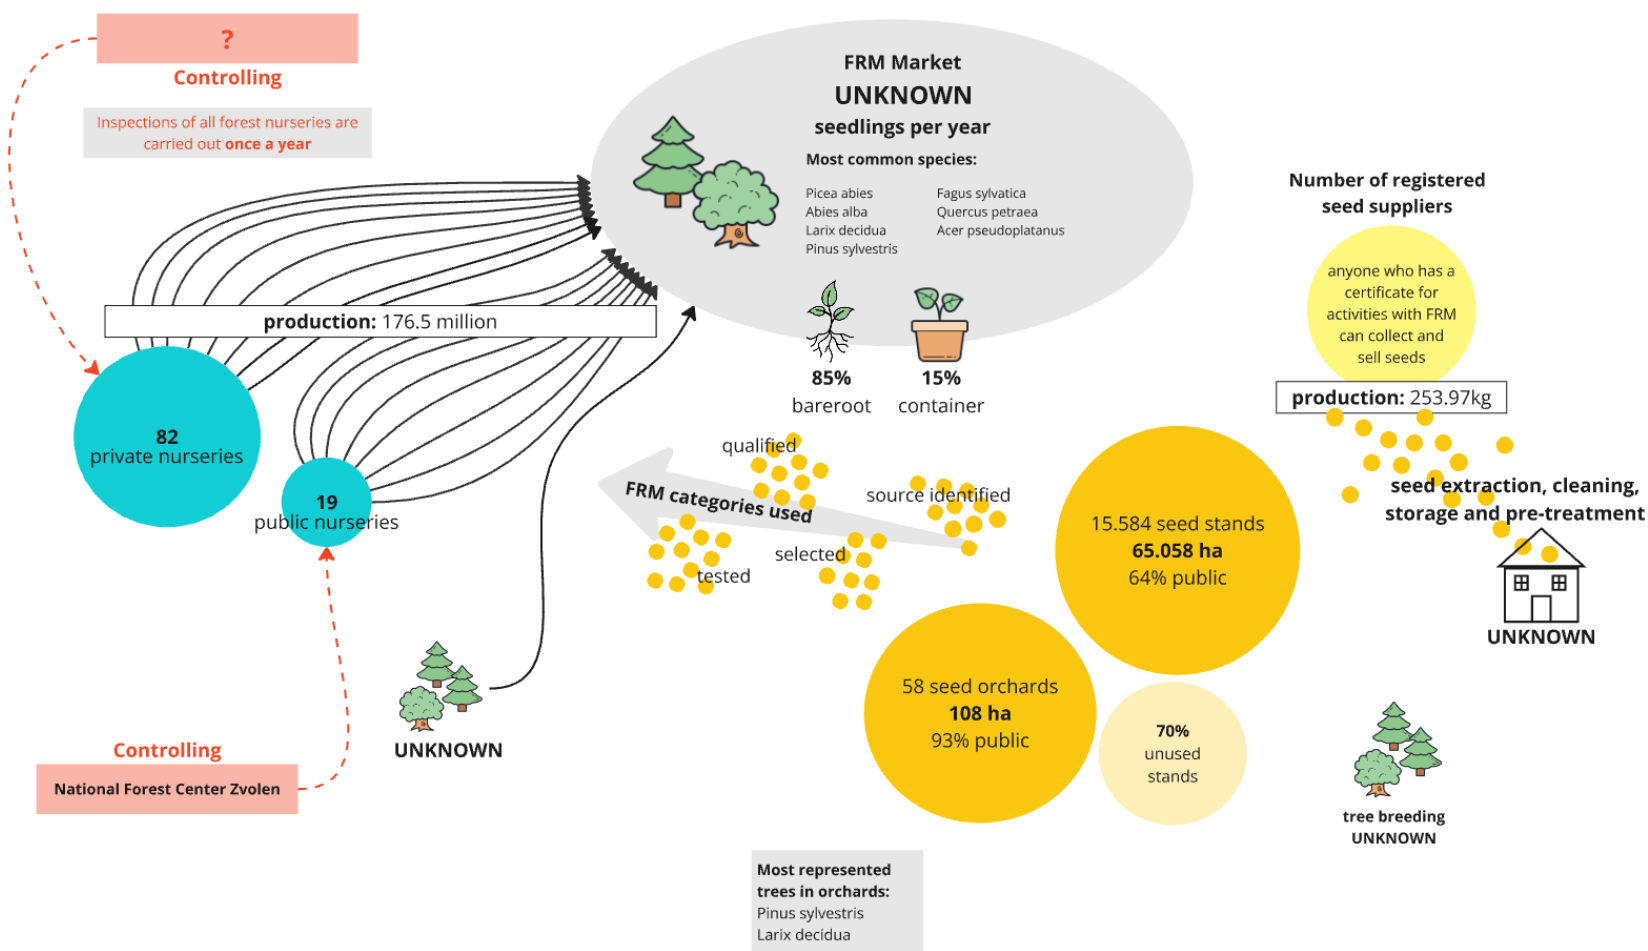 ?
Controlling
Inspections of all forest nurseries are
carried out once a year
FRM Market
UNKNOWN
seedlings per year
Most common species:
Picea abies
Abies alba
Larix decidua
Pinus sylvestris
Fagus sylvatica
Quercus petraea
Acer pseudoplatanus
85%
bareroot
15%
container
Number of registered
seed suppliers
anyone who has a
certificate for
activities with FRM
can collect and
sell seeds
production: 253.97kg
seed extraction, cleaning,
storage and pre-treatment
UNKNOWN
production: 176.5 million
82
private nurseries
19
public nurseries
FRM categories used
qualified
source identified
selected
tested
15.584 seed stands
65.058 ha
64% public
58 seed orchards
108 ha
93% public
70%
unused
stands
UNKNOWN
Controlling
National Forest Center Zvolen
tree breeding
UNKNOWN
Most represented
trees in orchards:
Pinus sylvestris
Larix decidua